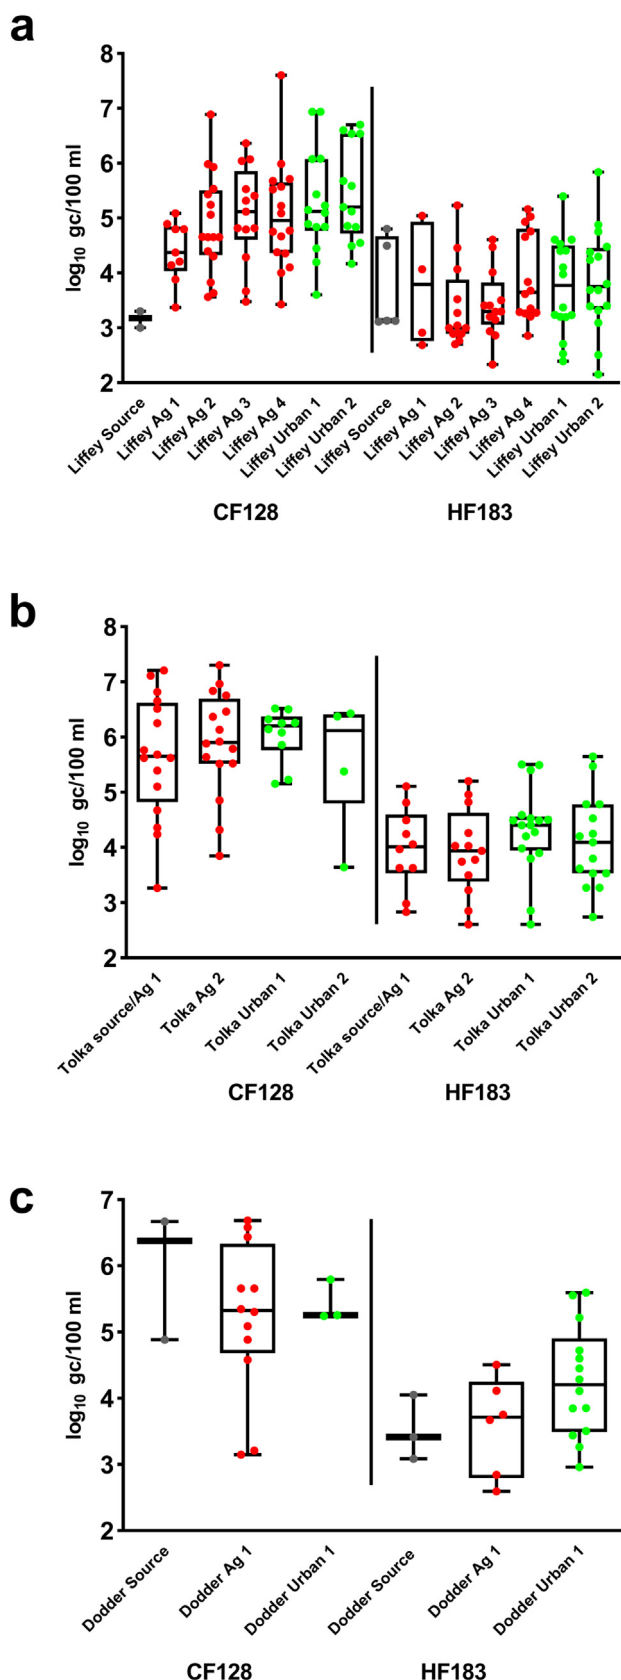 a
log10 gc/100 ml
8
7
6
5
4
3
2
Liffey Source
Liffey Ag 1
Liffey Ag 2
Liffey Ag 3
Liffey Ag 4
Liffey Urban 1
Liffey Urban 2
Liffey Source
Liffey Ag 1
Liffey Ag 2
Liffey Ag 3
Liffey Ag 4
Liffey Urban 1
Liffey Urban 2
CF128
HF183
b
log10 gc/100 ml
8
7
6
5
4
3
2
Tolka source/Ag 1
Tolka Ag 2
Tolka Urban 1
Tolka Urban 2
Tolka source/Ag 1
Tolka Ag 2
Tolka Urban 1
Tolka Urban 2
CF128
HF183
c
log10 gc/100 ml
7
6
5
4
3
2
Dodder Source
Dodder Ag 1
Dodder Urban 1
Dodder Source
Dodder Ag 1
Dodder Urban 1
CF128
HF183